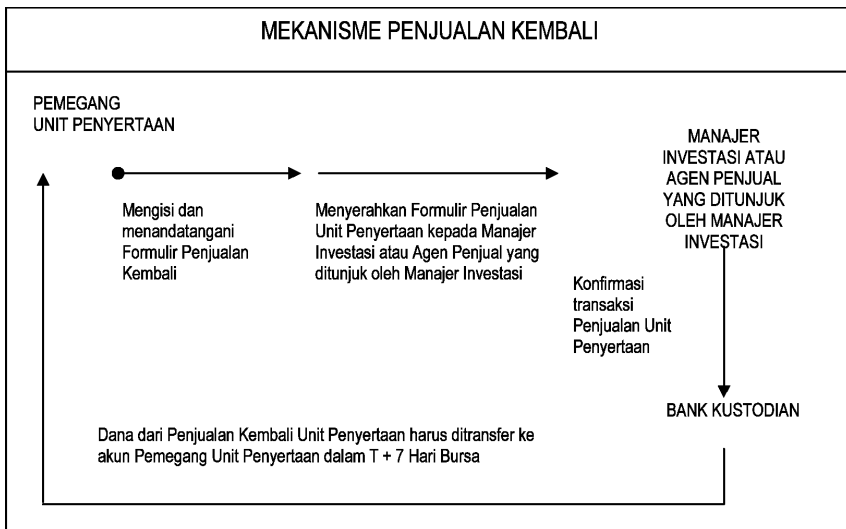 MEKANISME PENJUALAN KEMBALI
PEMEGANG
UNIT PENYERTAAN
Mengisi dan
menandatangani
Formulir Penjualan
Kembali
Menyerahkan Formulir Penjualan
Unit Penyertaan kepada Manajer
Investasi atau Agen Penjual yang
ditunjuk oleh Manajer Investasi
MANAJER
INVESTASI ATAU
AGEN PENJUAL
YANG DITUNJUK
OLEH MANAJER
INVESTASI
Konfirmasi
transaksi
Penjualan Unit
Penyertaan
BANK KUSTODIAN
Dana dari Penjualan Kembali Unit Penyertaan harus ditransfer ke
akun Pemegang Unit Penyertaan dalam T + 7 Hari Bursa